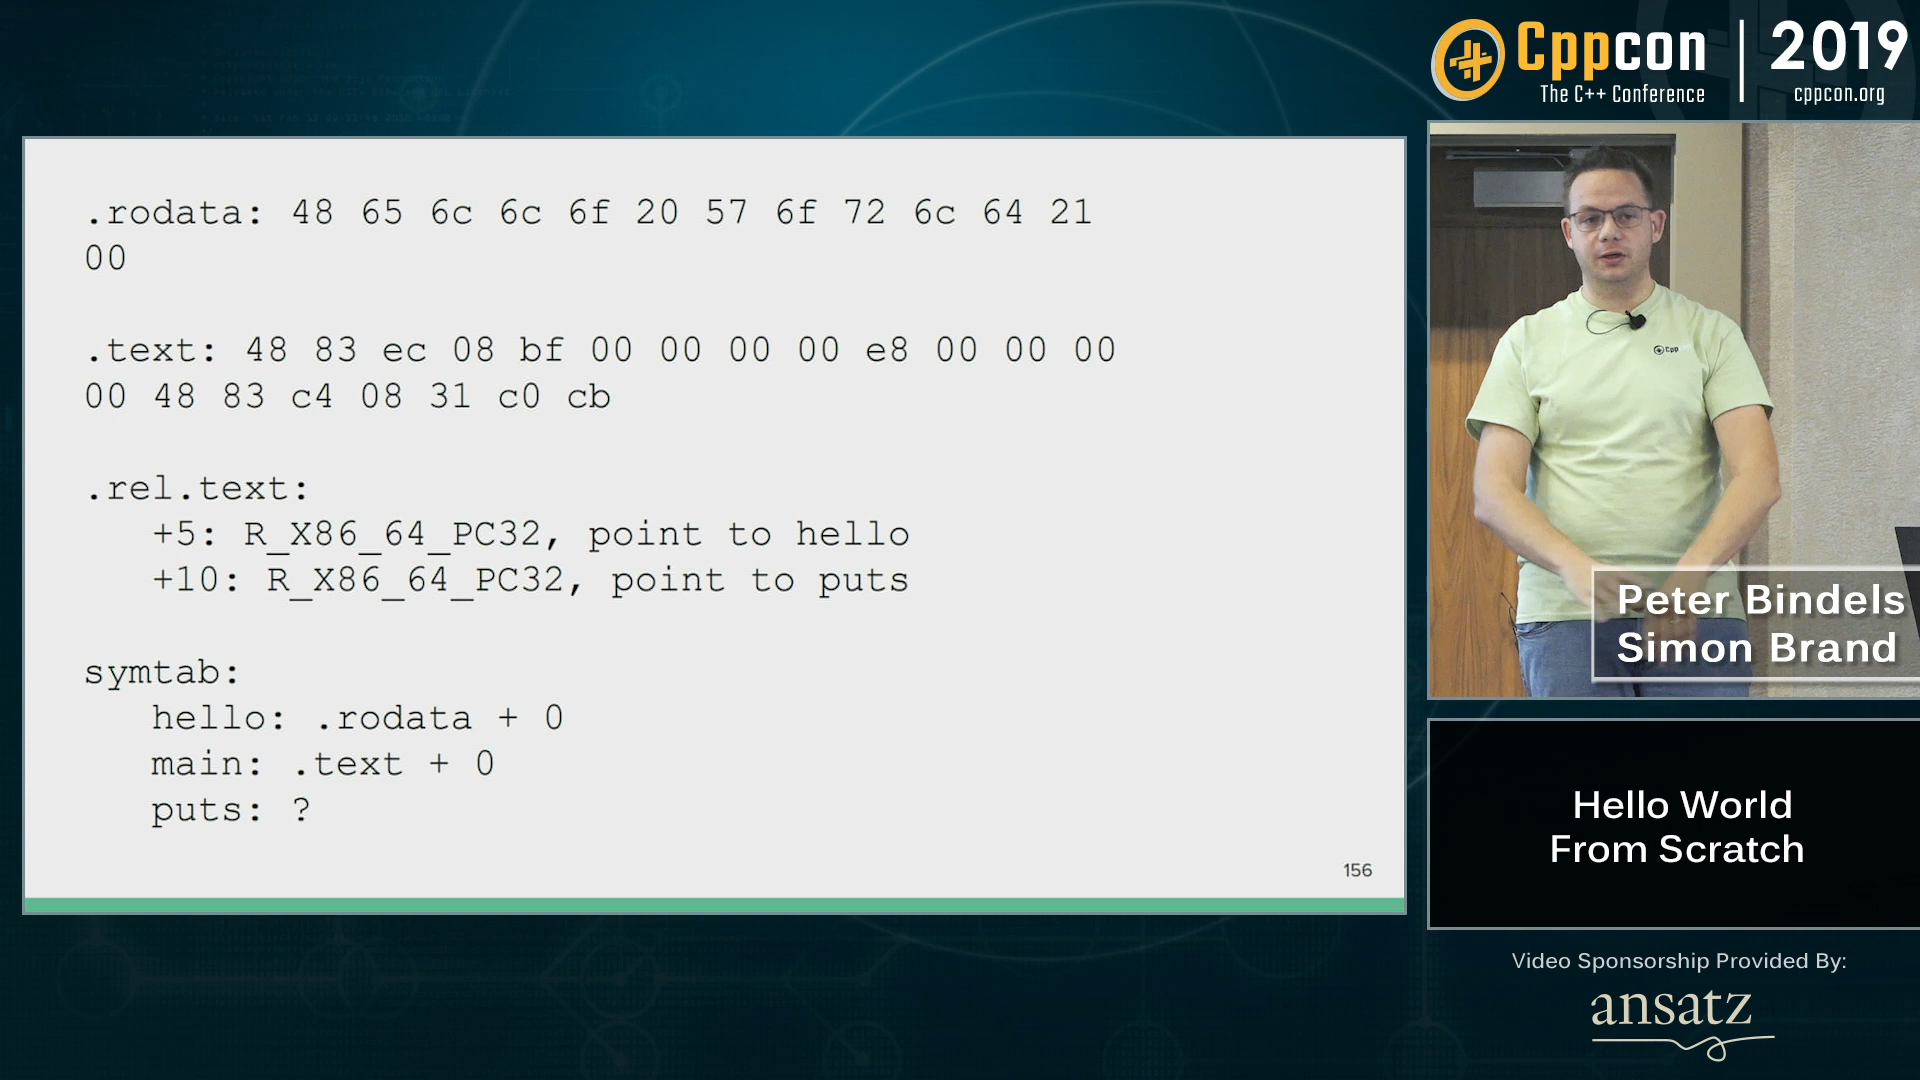 Cppcon
The C++ Conference
2019
cppcon.org
.rodata: 48 65 6c 6c 6f 20 57 6f 72 6c 64 21
00
.text: 48 83 ec 08 bf 00 00 00 00 e8 00 00 00
00 48 83 c4 08 31 c0 cb
.rel.text:
+5: R_X86_64_PC32, point to hello
+10: R_X86_64_PC32, point to puts
symtab:
hello: .rodata + 0
main: .text + 0
puts: ?
156
Cpp
Peter Bindels
Simon Brand
Hello World
From Scratch
Video Sponsorship Provided By:
ansatz